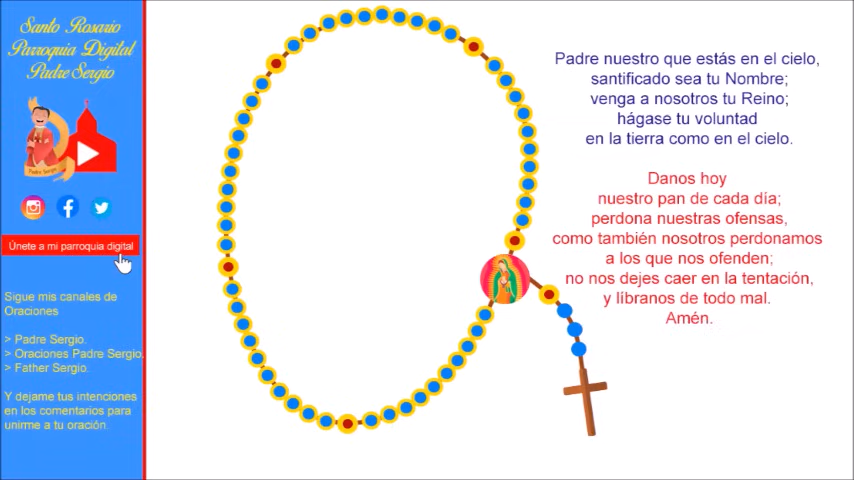 Santo Rosario
Parroquia Digital
Padre Sergio
Padre Sergio
Únete a mi parroquia digital
Sigue mis canales de
Oraciones
> Padre Sergio.
> Oraciones Padre Sergio.
> Father Sergio.
Y dejame tus intenciones
en los comentarios para
unirme a tu oración.
Padre nuestro que estás en el cielo,
santificado sea tu Nombre;
venga a nosotros tu Reino;
hágase tu voluntad
en la tierra como en el cielo.
Danos hoy
nuestro pan de cada día;
perdona nuestras ofensas,
como también nosotros perdonamos
a los que nos ofenden;
no nos dejes caer en la tentación,
y líbranos de todo mal.
Amén.